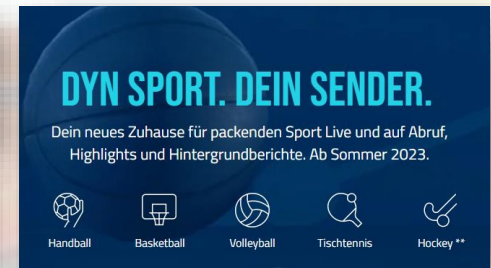 DYN SPORT. DEIN SENDER.
Dein neues Zuhause für packenden Sport Live und auf Abruf,
Highlights und Hintergrundberichte. Ab Sommer 2023.
Handball Basketball Volleyball Tischtennis Hockey **